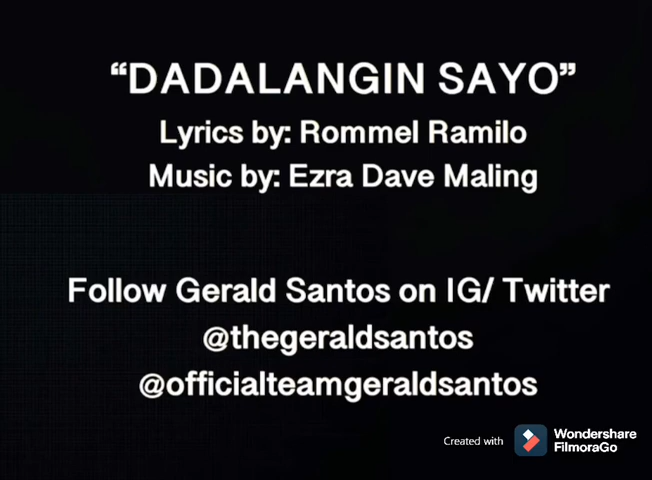 “DADALANGIN SAYO”
Lyrics by: Rommel Ramilo
Music by: Ezra Dave Maling
Follow Gerald Santos on IG/ Twitter
@thegeraldsantos
@officialteamgeraldsantos
Created with Wondershare
FilmoraGo